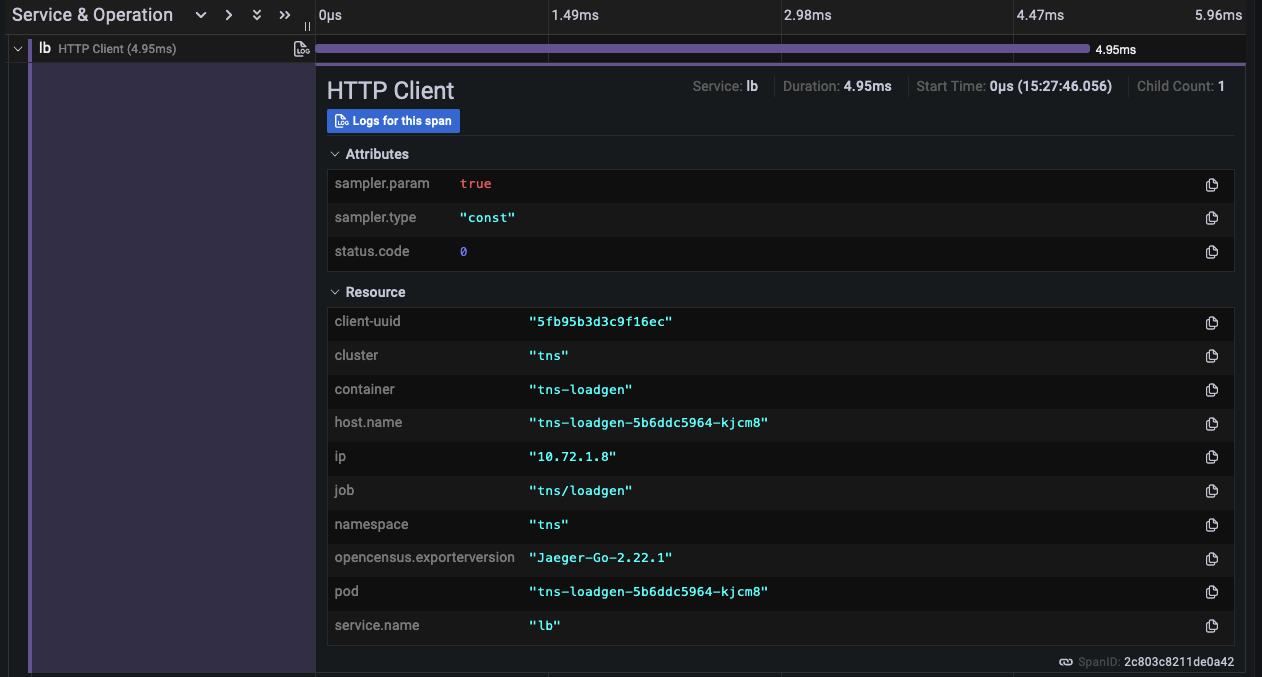 Service & Operation 0μs 1.49ms 2.98ms 4.47ms 5.96ms
lb HTTP Client (4.95ms) LOG 4.95ms
HTTP Client Service: lb Duration: 4.95ms Start Time: 0μs (15:27:46.056) Child Count: 1
LOG Logs for this span
Attributes
sampler.param true
sampler.type "const"
status.code 0
Resource
client-uuid "5fb95b3d3c9f16ec"
cluster "tns"
container "tns-loadgen"
host.name "tns-loadgen-5b6ddc5964-kjcm8"
ip "10.72.1.8"
job "tns/loadgen"
namespace "tns"
opencensus.exporterversion "Jaeger-Go-2.22.1"
pod "tns-loadgen-5b6ddc5964-kjcm8"
service.name "lb"
SpanID: 2c803c8211de0a42